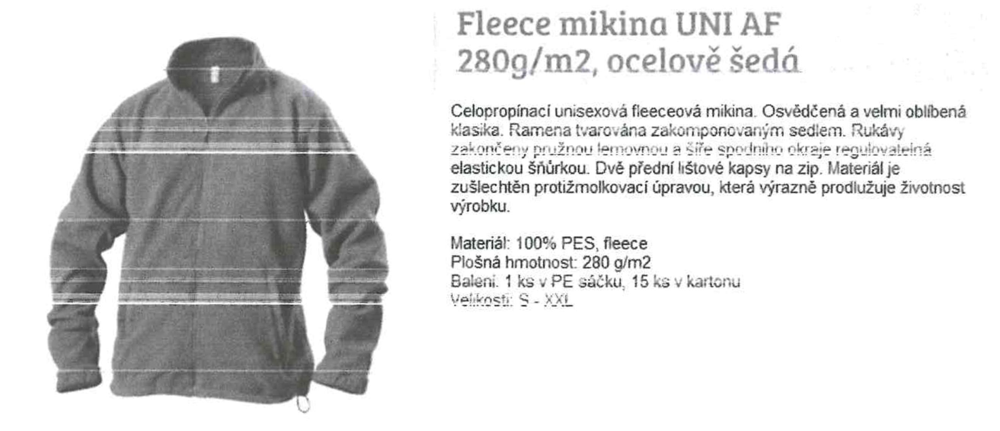 Fleece mikina UNI AF
280g/m2, ocelově šedá
Celopropínací unisexová fleeceová mikina. Osvědčená a velmi oblíbená
klasika. Ramena tvarována zakomponovaným sedlem. Rukávy
zakončeny pružnou lemovnou a šíře spodního okraje regulovatelná
elastickou šňůrkou. Dvě přední lištové kapsy na zip. Materiál je
zušlechtěn protižmolkovací úpravou, která výrazně prodlužuje životnost
výrobku.
Materiál: 100% PES, fleece
Plošná hmotnost: 280 g/m2
Balení: 1 ks v PE sáčku, 15 ks v kartonu
Velikosti: S - XXL